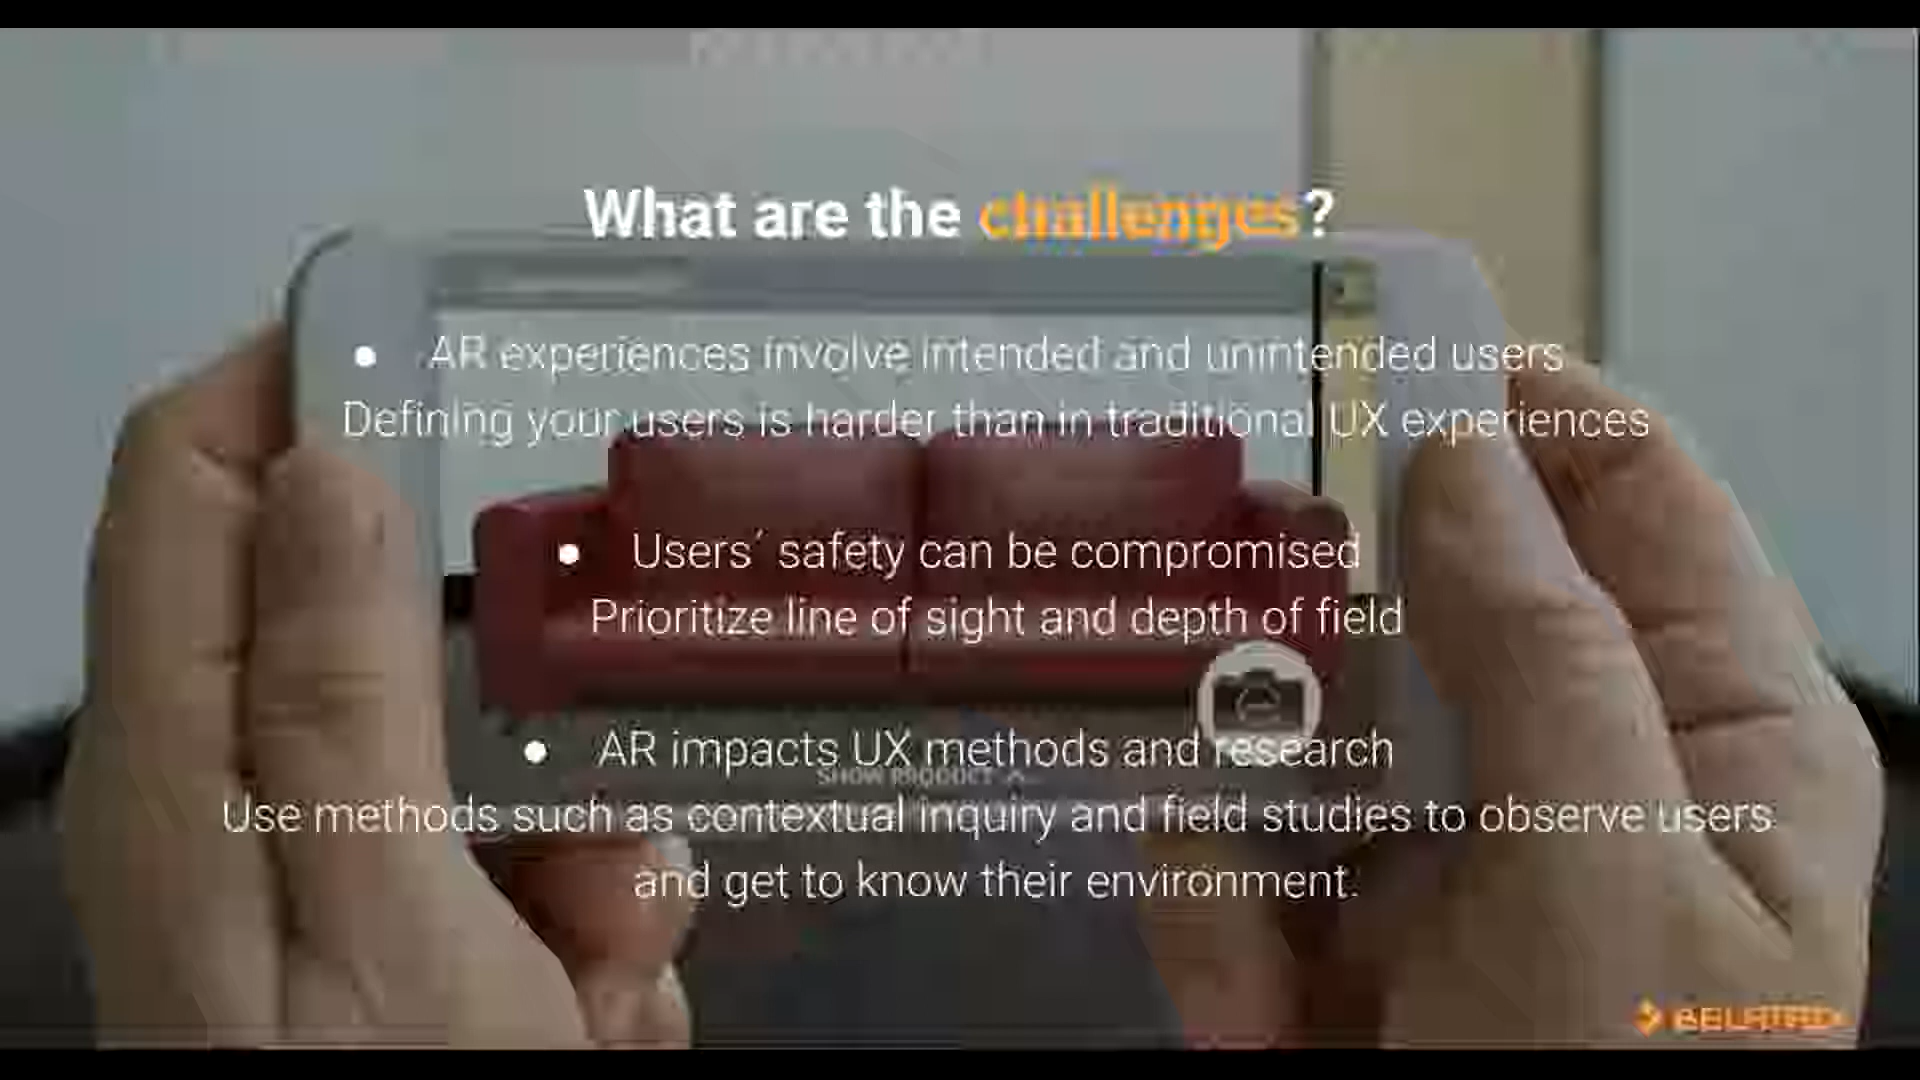 What are the challenges?
• AR experiences involve intended and unintended users
Defining your users is harder than in traditional UX experiences
• Users´ safety can be compromised
Prioritize line of sight and depth of field
• AR impacts UX methods and research
SHOW PRODUCT
Use methods such as contextual inquiry and field studies to observe users
and get to know their environment.
BELATRIX